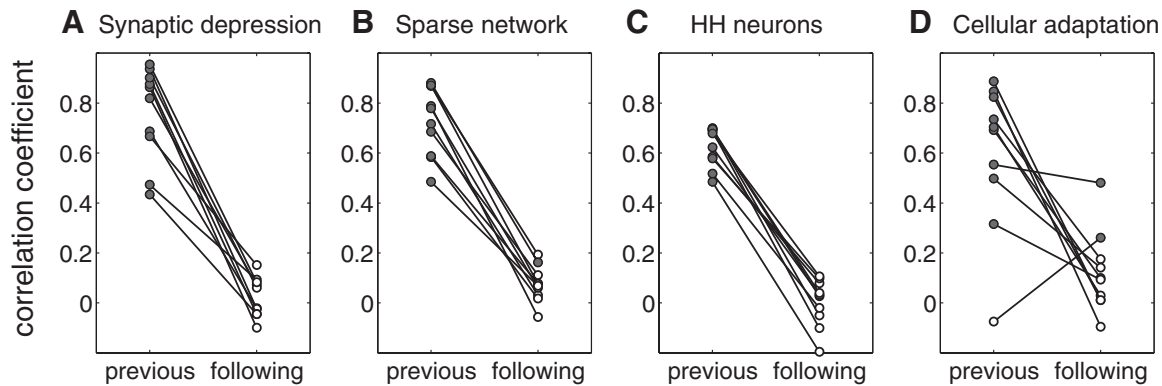 A Synaptic depression
B Sparse network
C HH neurons
D Cellular adaptation
correlation coefficient
0.8
0.6
0.4
0.2
0
previous following
0.8
0.6
0.4
0.2
0
previous following
0.8
0.6
0.4
0.2
0
previous following
0.8
0.6
0.4
0.2
0
previous following